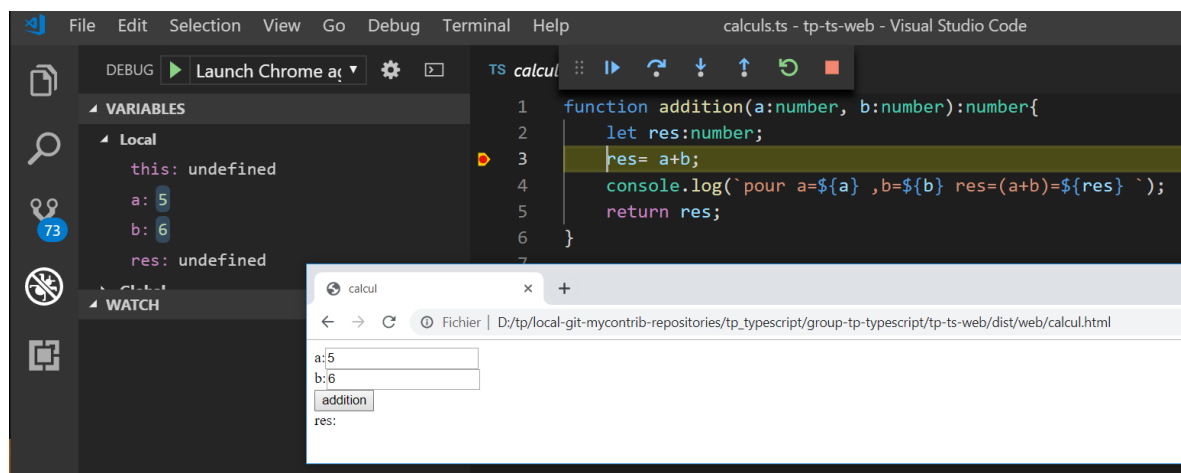 File Edit Selection View Go Debug Terminal Help calculs.ts - tp-ts-web - Visual Studio Code
DEBUG Launch Chrome ag
VARIABLES
Local
this: undefined
a: 5
b: 6
res: undefined
Global
WATCH
73
TS calcul
1 function addition(a:number, b:number):number{
2 let res:number;
3 res= a+b;
4 console.log(`pour a=${a} ,b=${b} res=(a+b)=${res} `);
5 return res;
6 }
7
calcul
Fichier | D:/tp/local-git-mycontrib-repositories/tp_typescript/group-tp-typescript/tp-ts-web/dist/web/calcul.html
a:5
b:6
addition
res: